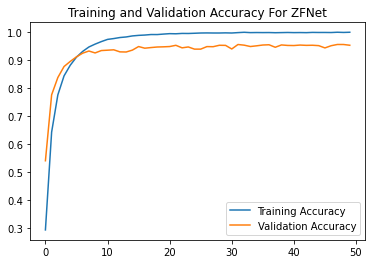 Training and Validation Accuracy For ZFNet
1.0
0.9
0.8
0.7
0.6
0.5
0.4
0.3
0 10 20 30 40 50
Training Accuracy
Validation Accuracy